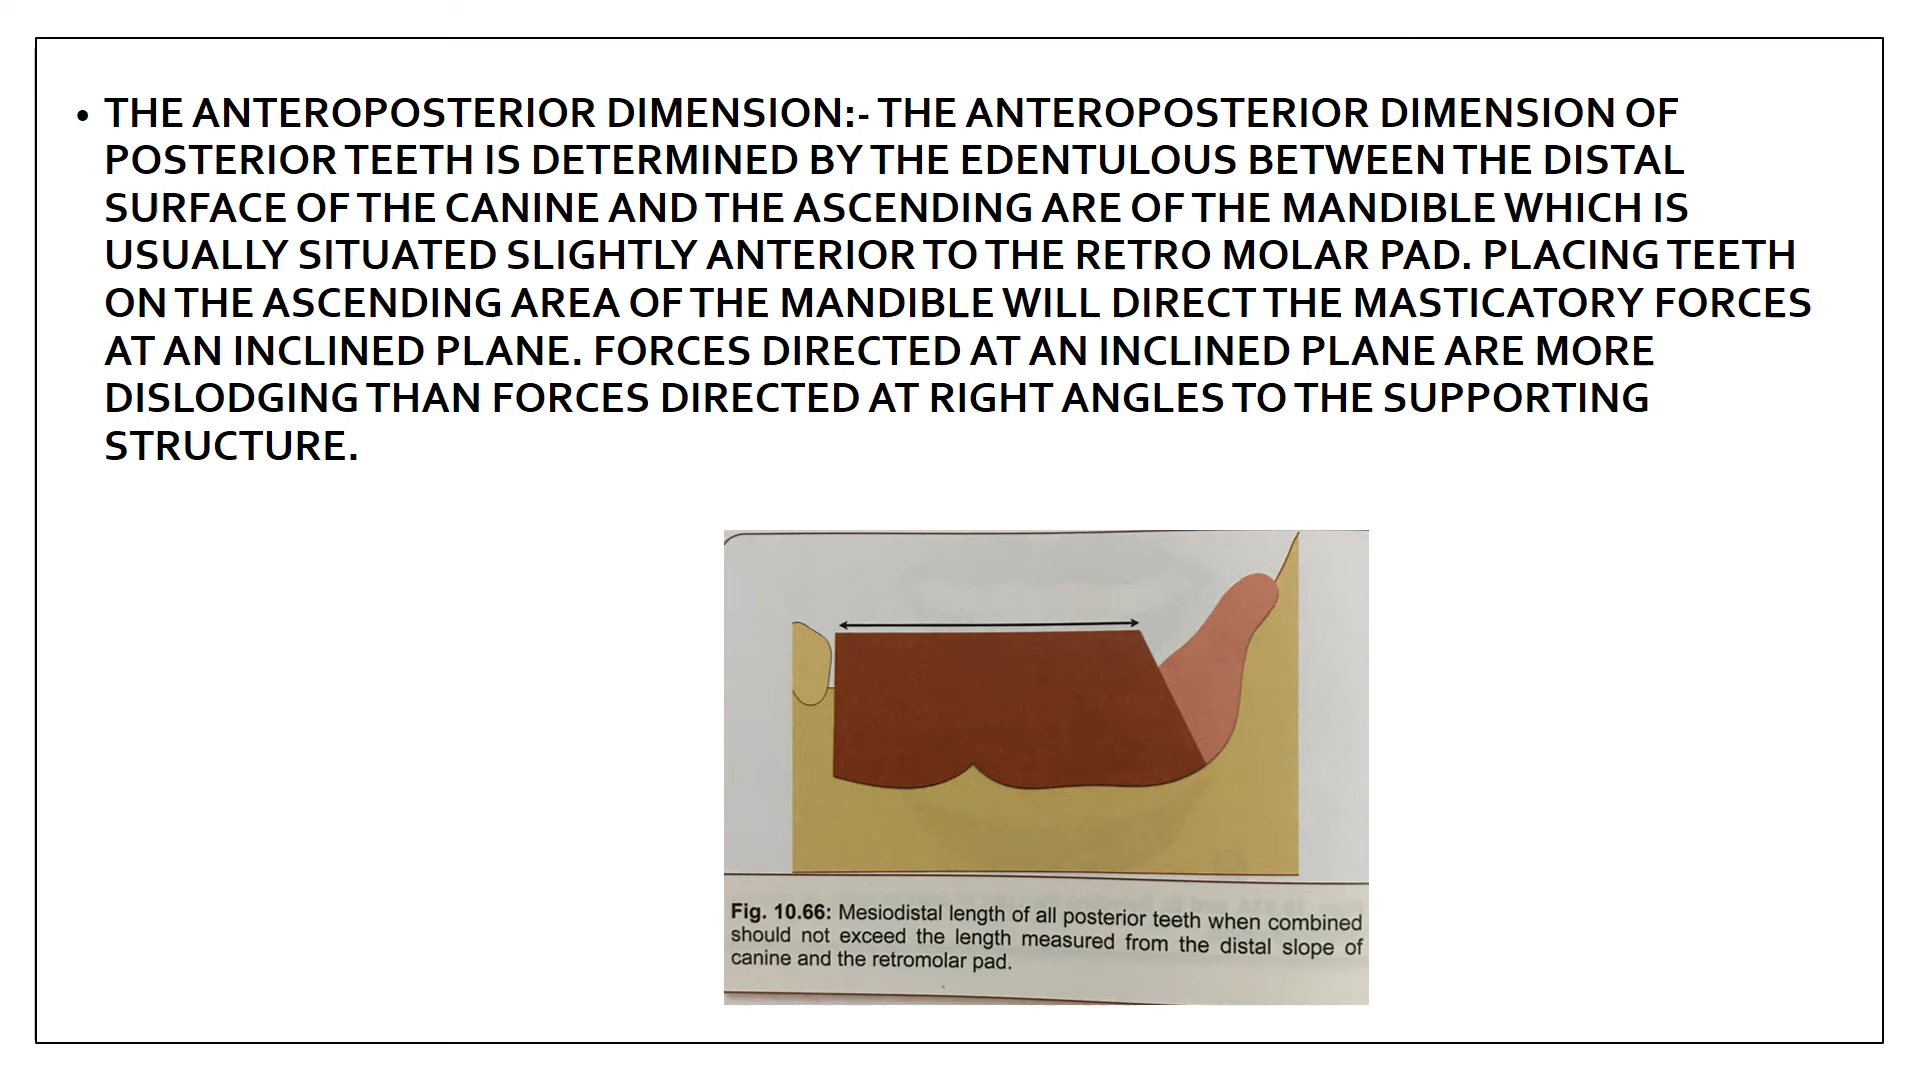 • THE ANTEROPOSTERIOR DIMENSION:- THE ANTEROPOSTERIOR DIMENSION OF
POSTERIOR TEETH IS DETERMINED BY THE EDENTULOUS BETWEEN THE DISTAL
SURFACE OF THE CANINE AND THE ASCENDING ARE OF THE MANDIBLE WHICH IS
USUALLY SITUATED SLIGHTLY ANTERIOR TO THE RETRO MOLAR PAD. PLACING TEETH
ON THE ASCENDING AREA OF THE MANDIBLE WILL DIRECT THE MASTICATORY FORCES
AT AN INCLINED PLANE. FORCES DIRECTED AT AN INCLINED PLANE ARE MORE
DISLODGING THAN FORCES DIRECTED AT RIGHT ANGLES TO THE SUPPORTING
STRUCTURE.
Fig. 10.66: Mesiodistal length of all posterior teeth when combined
should not exceed the length measured from the distal slope of
canine and the retromolar pad.